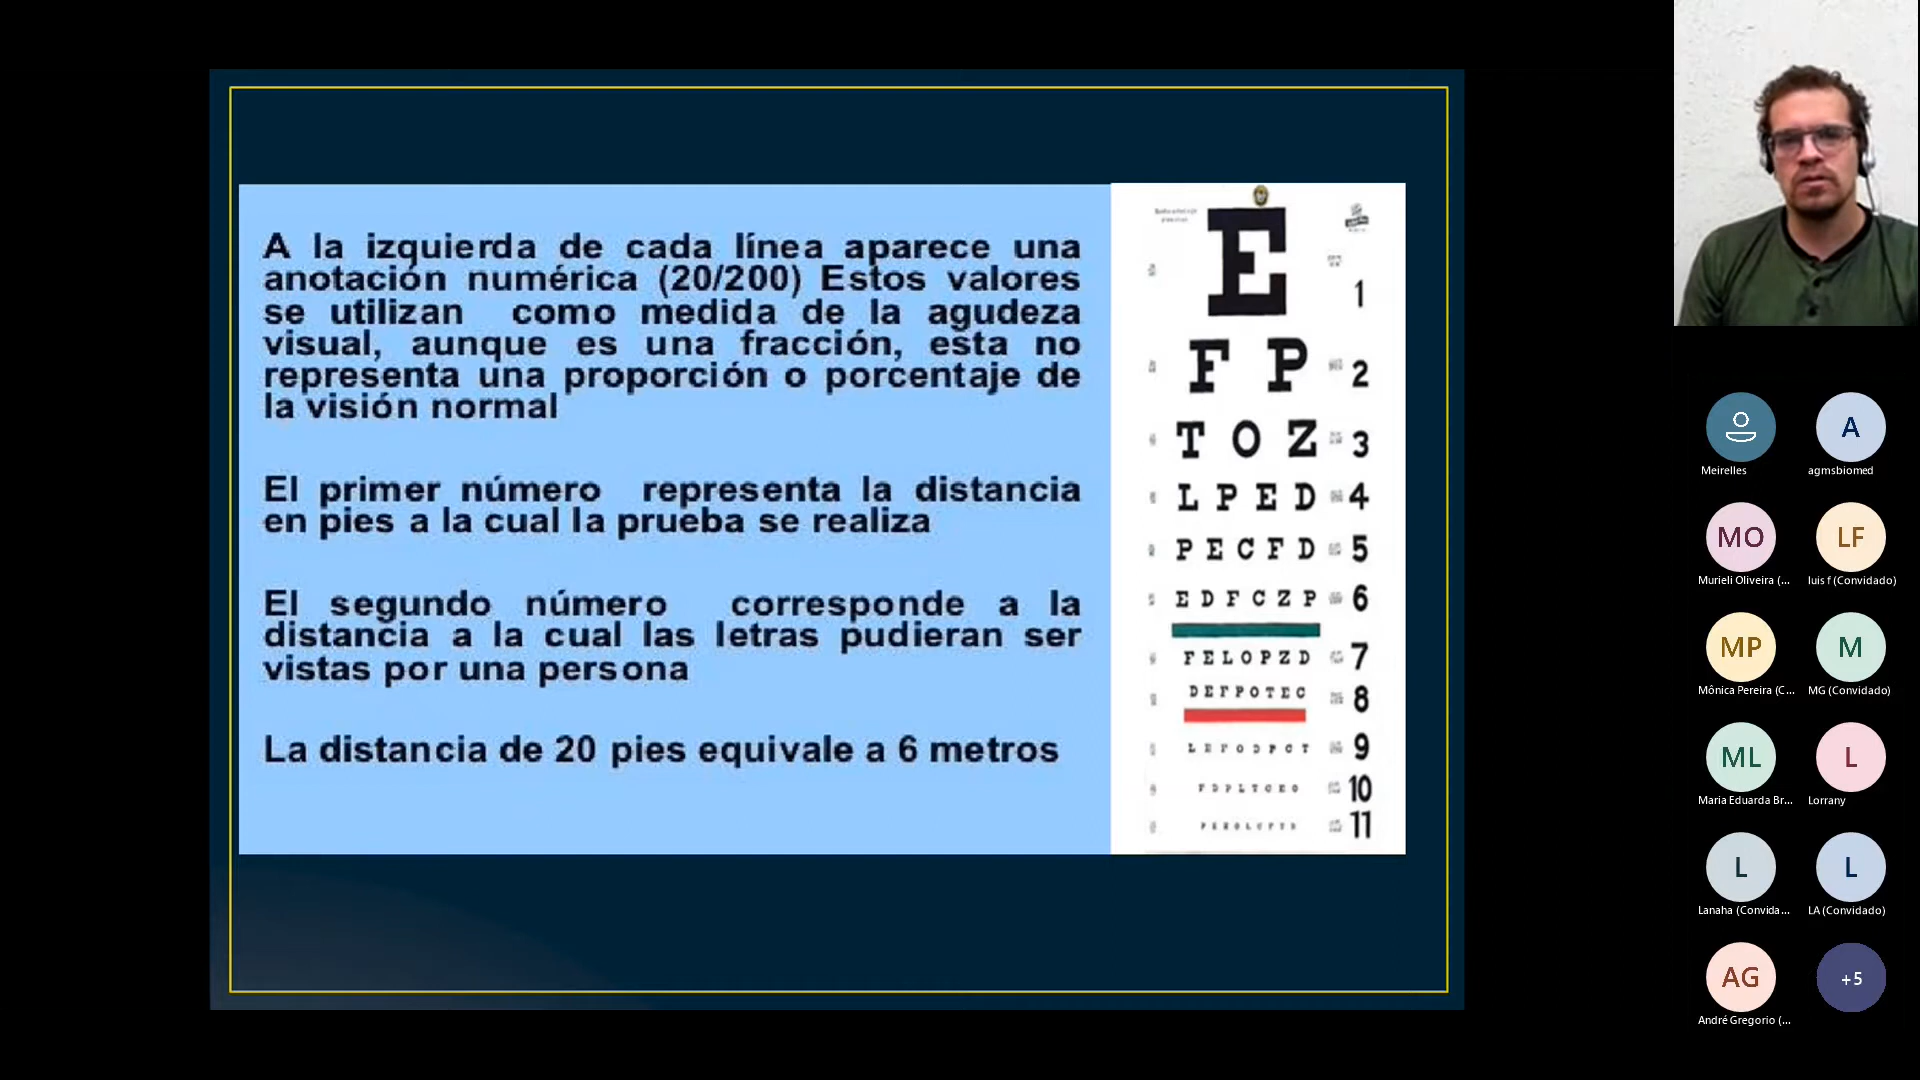 A la izquierda de cada línea aparece una
anotación numérica (20/200) Estos valores
se utilizan como medida de la agudeza
visual, aunque es una fracción, esta no
representa una proporción o porcentaje de
la visión normal
El primer número representa la distancia
en pies a la cual la prueba se realiza
El segundo número corresponde a la
distancia a la cual las letras pudieran ser
vistas por una persona
La distancia de 20 pies equivale a 6 metros
E 1
F P 2
T O Z 3
L P E D 4
P E C F D 5
E D F C Z P 6
F E L O P Z D 7
D E F P O T E C 8
L E F O D P C T 9
F D P L T C E O 10
11
Meirelles
A
agmsbiomed
MO
Murieli Oliveira (...
LF
luis f (Convidado)
MP
Mônica Pereira (C...
M
MG (Convidado)
ML
Maria Eduarda Br...
L
Lorrany
L
Lanaha (Convida...
L
LA (Convidado)
AG
André Gregorio (...
+5